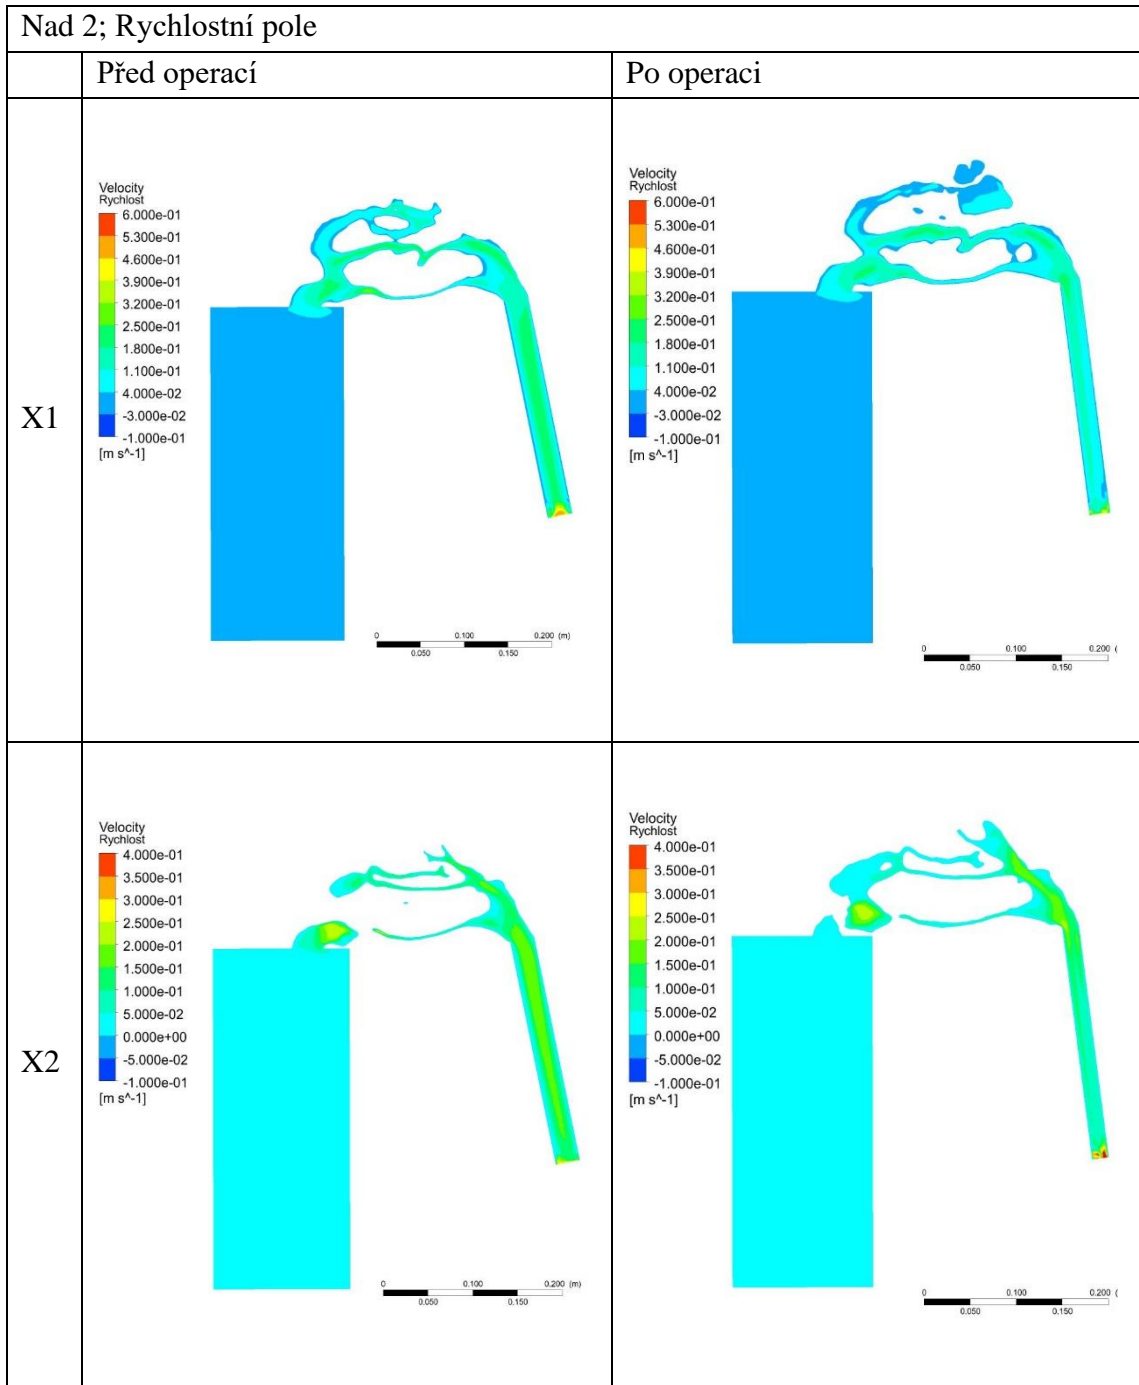 Nad 2; Rychlostní pole
Před operací
Po operaci
X1
Velocity
Rychlost
6.000e-01
5.300e-01
4.600e-01
3.900e-01
3.200e-01
2.500e-01
1.800e-01
1.100e-01
4.000e-02
-3.000e-02
-1.000e-01
[m s^-1]
0 0.100 0.200 (m)
0.050 0.150
Velocity
Rychlost
6.000e-01
5.300e-01
4.600e-01
3.900e-01
3.200e-01
2.500e-01
1.800e-01
1.100e-01
4.000e-02
-3.000e-02
-1.000e-01
[m s^-1]
0 0.100 0.200 (
0.050 0.150
X2
Velocity
Rychlost
4.000e-01
3.500e-01
3.000e-01
2.500e-01
2.000e-01
1.500e-01
1.000e-01
5.000e-02
0.000e+00
-5.000e-02
-1.000e-01
[m s^-1]
0 0.100 0.200 (m)
0.050 0.150
Velocity
Rychlost
4.000e-01
3.500e-01
3.000e-01
2.500e-01
2.000e-01
1.500e-01
1.000e-01
5.000e-02
0.000e+00
-5.000e-02
-1.000e-01
[m s^-1]
0 0.100 0.200 (
0.050 0.150